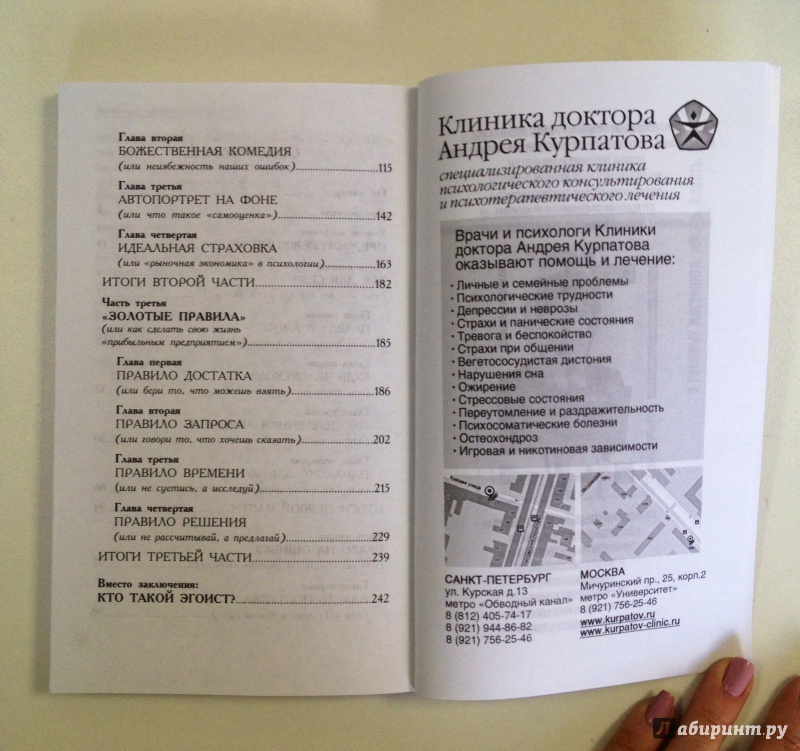 Глава вторая
БОЖЕСТВЕННАЯ КОМЕДИЯ
(или неизбежность наших ошибок)....................115
Глава третья
АВТОПОРТРЕТ НА ФОНЕ
(или что такое «самооценка»)....................142
Глава четвертая
ИДЕАЛЬНАЯ СТРАХОВКА
(или «рыночная экономика» в психологии)....................163
ИТОГИ ВТОРОЙ ЧАСТИ....................182
Часть третья
«ЗОЛОТЫЕ ПРАВИЛА»
(или как сделать свою жизнь
«прибыльным предприятием»)....................185
Глава первая
ПРАВИЛО ДОСТАТКА
(или бери то, что можешь взять)....................186
Глава вторая
ПРАВИЛО ЗАПРОСА
(или говори то, что хочешь сказать)....................202
Глава третья
ПРАВИЛО ВРЕМЕНИ
(или не суетись, а исследуй)....................215
Глава четвертая
ПРАВИЛО РЕШЕНИЯ
(или не рассчитывай, а предлагай)....................229
ИТОГИ ТРЕТЬЕЙ ЧАСТИ....................239
Вместо заключения:
КТО ТАКОЙ ЭГОИСТ?....................242
Клиника доктора
Андрея Курпатова
специализированная клиника
психологического консультирования
и психотерапевтического лечения
Врачи и психологи Клиники
доктора Андрея Курпатова
оказывают помощь и лечение:
• Личные и семейные проблемы
• Психологические трудности
• Депрессии и неврозы
• Страхи и панические состояния
• Тревога и беспокойство
• Страхи при общении
• Вегетососудистая дистония
• Нарушения сна
• Ожирение
• Стрессовые состояния
• Переутомление и раздражительность
• Психосоматические болезни
• Остеохондроз
• Игровая и никотиновая зависимости
САНКТ-ПЕТЕРБУРГ
ул. Курская д.13
метро «Обводный канал»
8 (812) 405-74-17
8 (921) 944-86-82
8 (921) 756-25-46
МОСКВА
Мичуринский пр., 25, корп.2
метро «Университет»
8 (921) 756-25-46
www.kurpatov.ru
www.kurpatov-clinic.ru
Лабиринт.ру